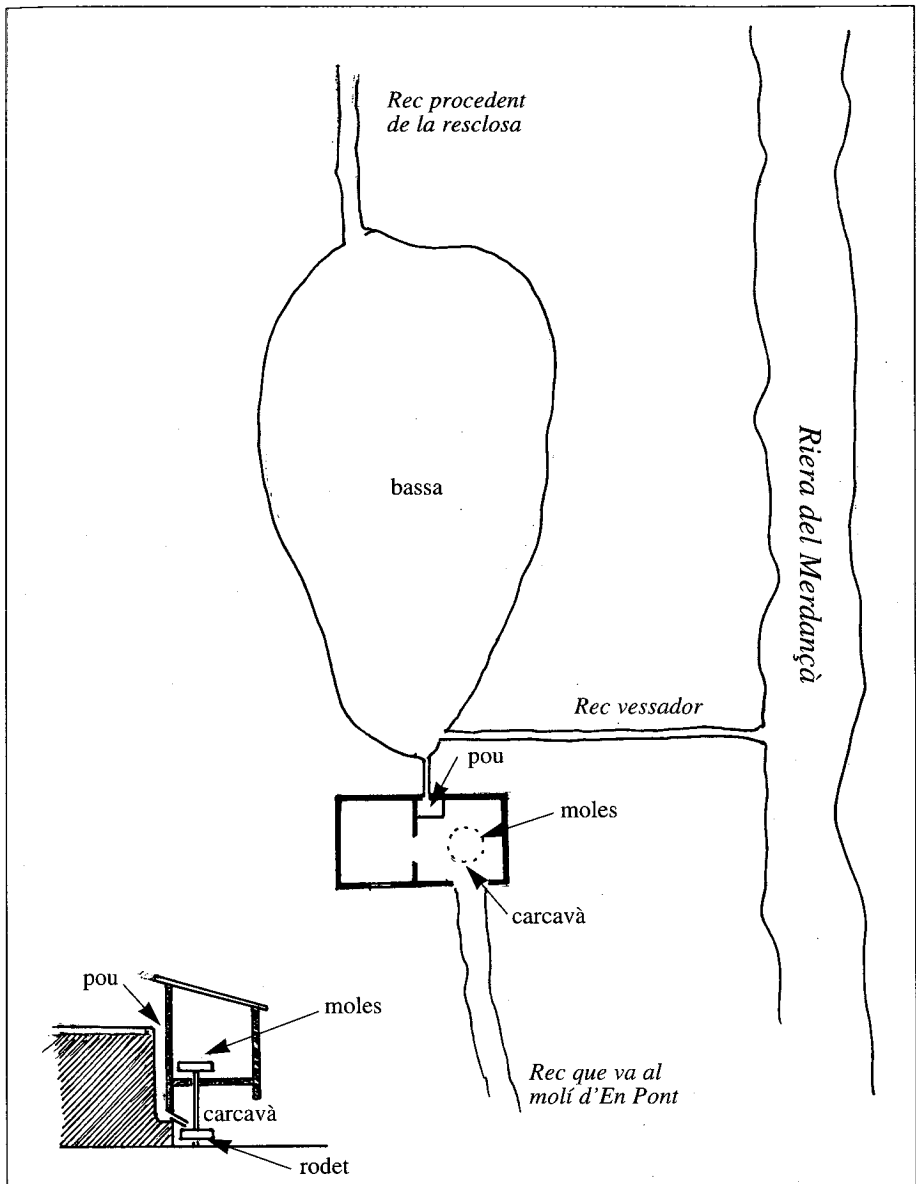 Rec procedent
de la resclosa
bassa
Riera del Merdançà
Rec vessador
pou
moles
carcavà
pou
moles
carcavà
rodet
Rec que va al
molí d'En Pont